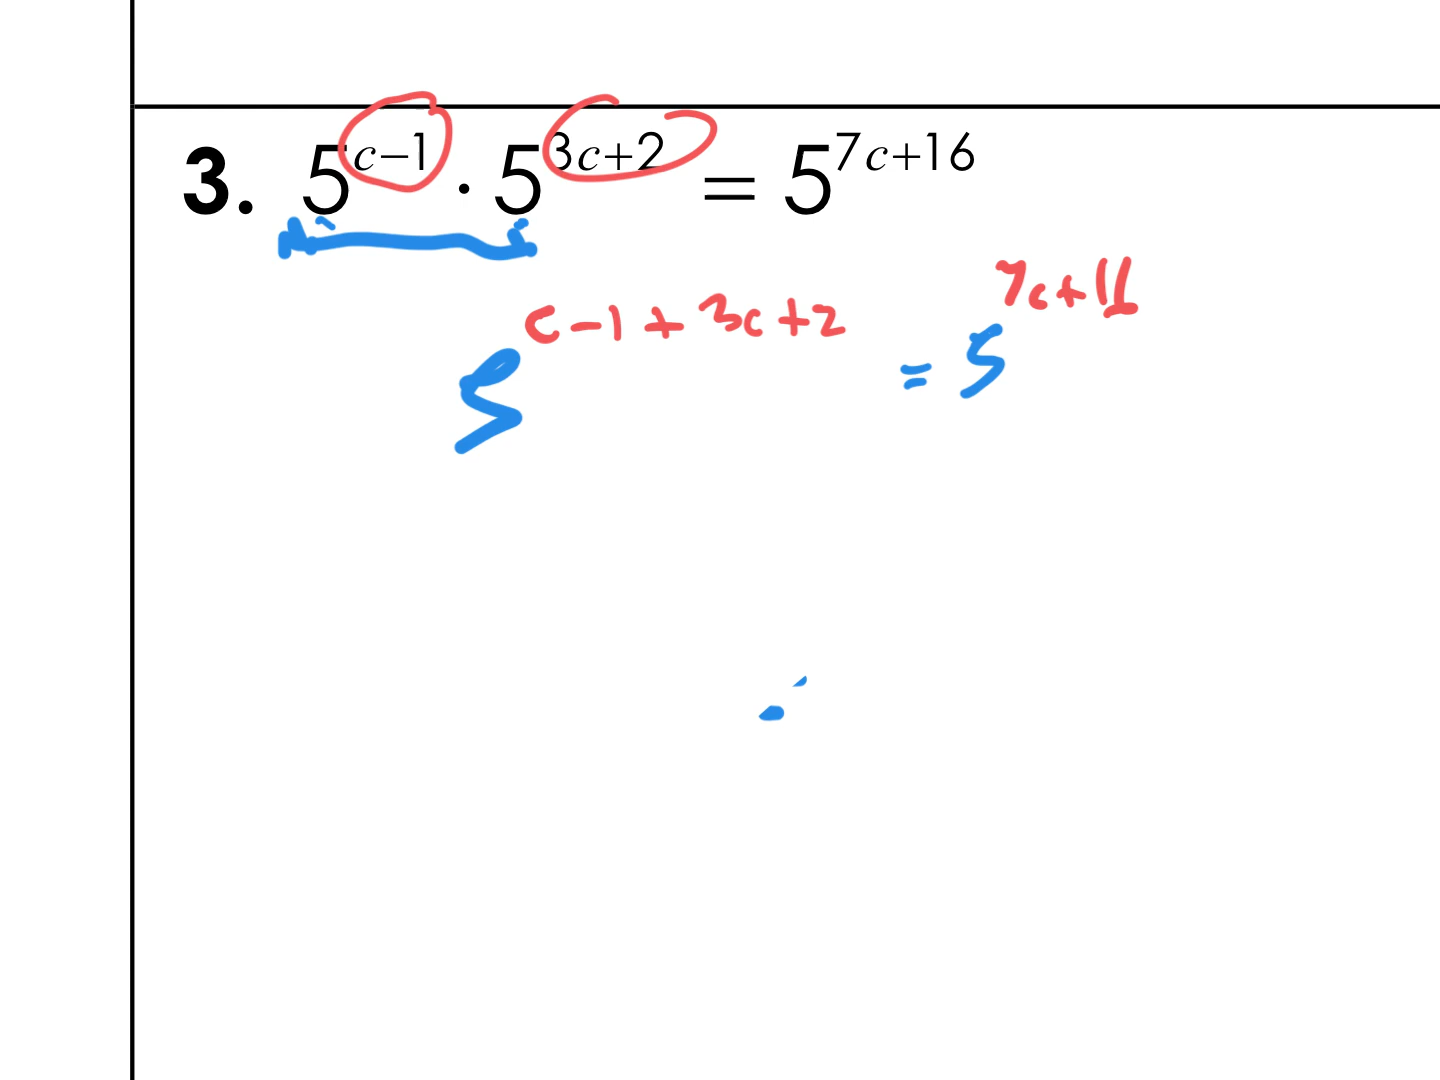 3. 5^{c−1} · 5^{3c+2} = 5^{7c+16}
5^{c−1+3c+2} = 5^{7c+16}